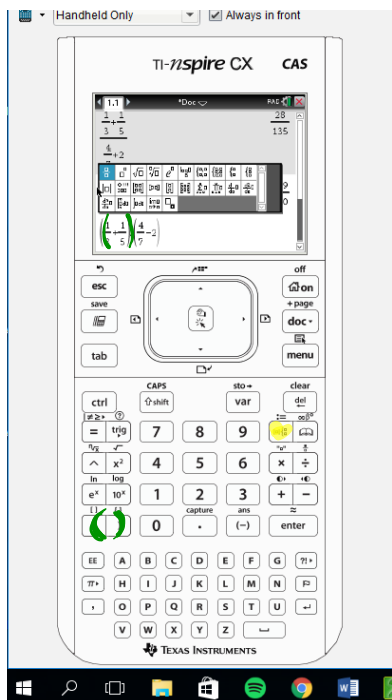 Handheld Only
Always in front
TI-nspire CX CAS
1.1
*Doc
RAD
1/3+1/5
28/135
4/7+2
(1/3+1/5)(4/7-2)
off
esc
on
save
+ page
doc
tab
menu
CAPS
sto→
clear
ctrl
⇧shift
var
del
≠≥▸
:=
∞β°
=
trig
7
8
9
^
x²
4
5
6
×
÷
ln
log
eˣ
10ˣ
1
2
3
+
−
[ ]
capture
ans
≈
( )
0
.
(−)
enter
EE
A
B
C
D
E
F
G
?!▸
π▸
H
I
J
K
L
M
N
,
O
P
Q
R
S
T
U
V
W
X
Y
Z
TEXAS INSTRUMENTS